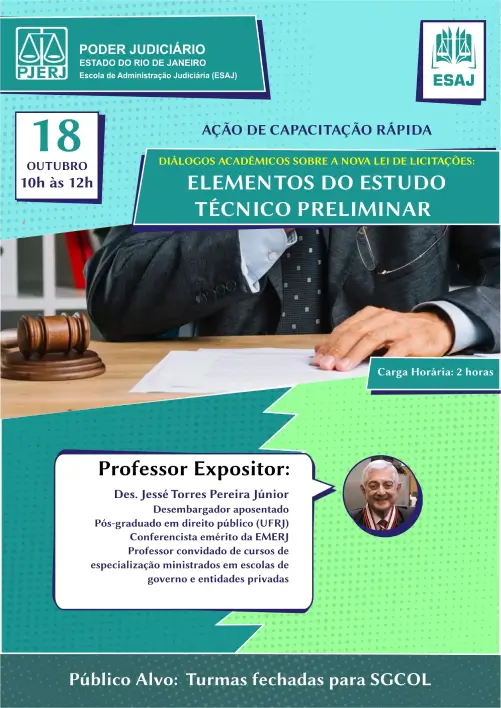 PJERJ
PODER JUDICIÁRIO
ESTADO DO RIO DE JANEIRO
Escola de Administração Judiciária (ESAJ)
ESAJ
18
OUTUBRO
10h às 12h
AÇÃO DE CAPACITAÇÃO RÁPIDA
DIÁLOGOS ACADÊMICOS SOBRE A NOVA LEI DE LICITAÇÕES:
ELEMENTOS DO ESTUDO
TÉCNICO PRELIMINAR
Carga Horária: 2 horas
Professor Expositor:
Des. Jessé Torres Pereira Júnior
Desembargador aposentado
Pós-graduado em direito público (UFRJ)
Conferencista emérito da EMERJ
Professor convidado de cursos de
especialização ministrados em escolas de
governo e entidades privadas
Público Alvo: Turmas fechadas para SGCOL